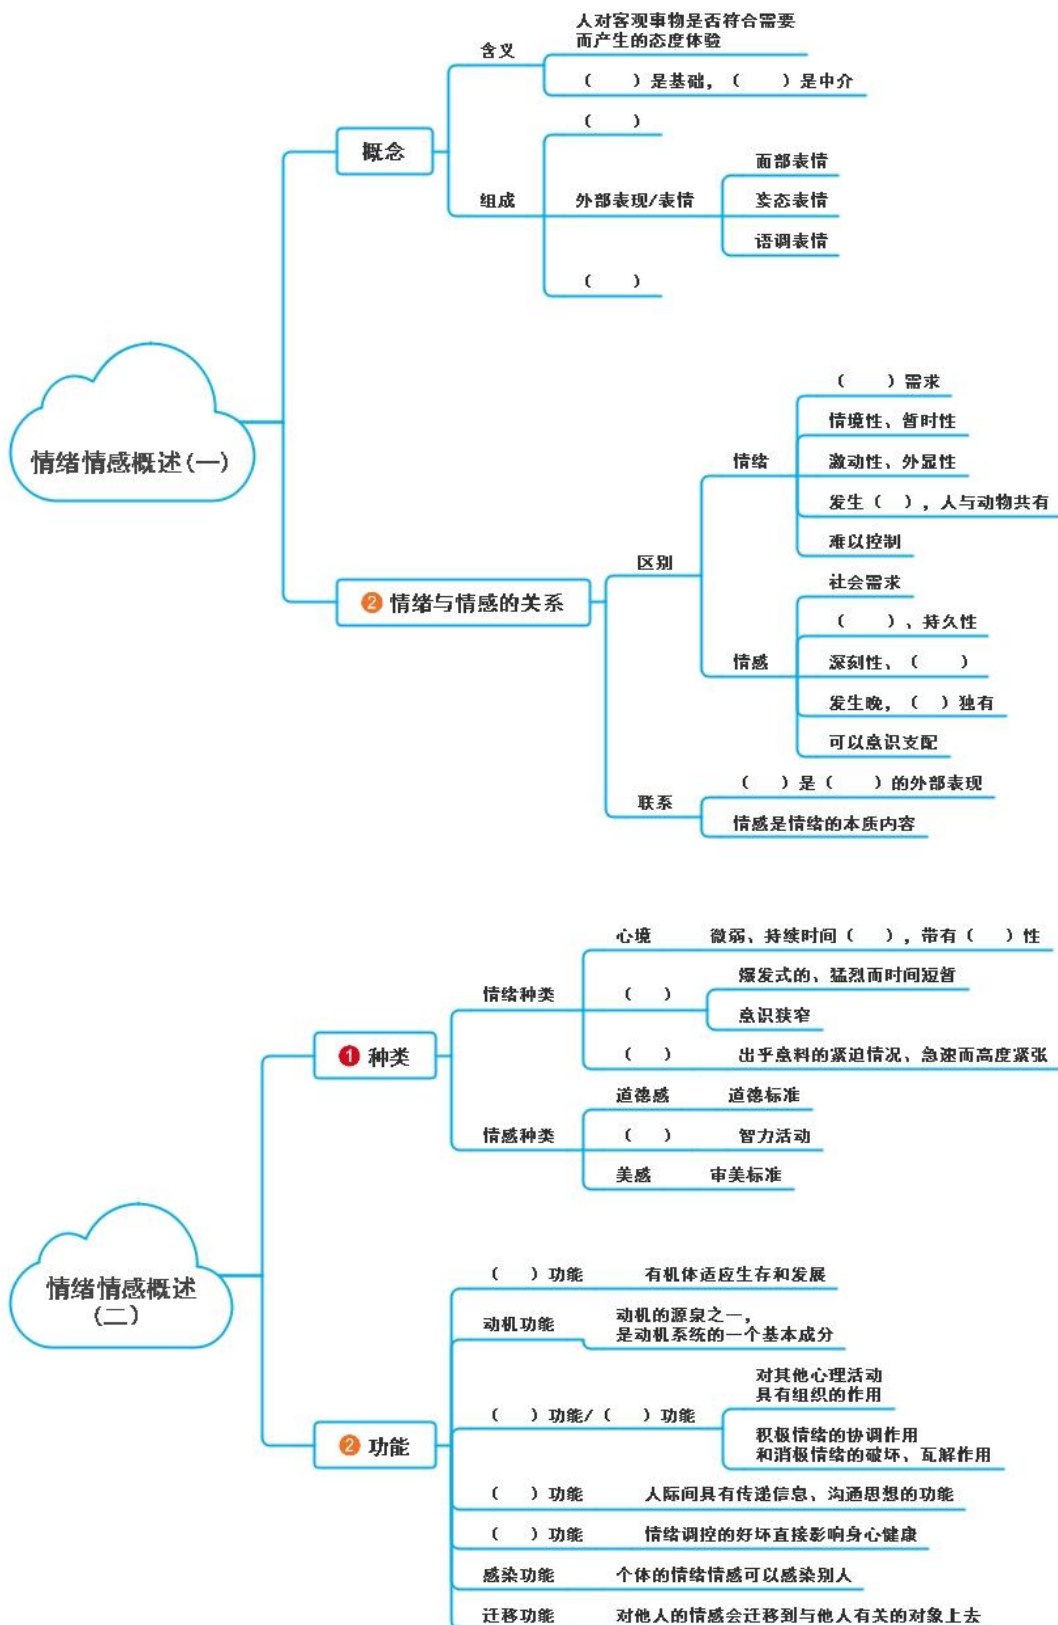 人对客观事物是否符合需要
而产生的态度体验
含义
（　　）是基础，（　　）是中介
（　　）
概念
面部表情
组成
外部表现/表情
姿态表情
语调表情
（　　）
情绪情感概述(一)
（　　）需求
情境性、暂时性
情绪
激动性、外显性
发生（　），人与动物共有
难以控制
区别
社会需求
② 情绪与情感的关系
（　　）、持久性
情感
深刻性、（　　）
发生晚，（　）独有
可以意识支配
（　　）是（　　）的外部表现
联系
情感是情绪的本质内容
心境
微弱、持续时间（　　），带有（　　）性
爆发式的、猛烈而时间短暂
情绪种类
（　　）
意识狭窄
① 种类
（　　）
出乎意料的紧迫情况、急速而高度紧张
道德感
道德标准
情感种类
（　　）
智力活动
美感
审美标准
情绪情感概述
(二)
（　　）功能
有机体适应生存和发展
动机功能
动机的源泉之一，
是动机系统的一个基本成分
对其他心理活动
具有组织的作用
（　　）功能/（　　）功能
② 功能
积极情绪的协调作用
和消极情绪的破坏、瓦解作用
（　　）功能
人际间具有传递信息、沟通思想的功能
（　　）功能
情绪调控的好坏直接影响身心健康
感染功能
个体的情绪情感可以感染别人
迁移功能
对他人的情感会迁移到与他人有关的对象上去